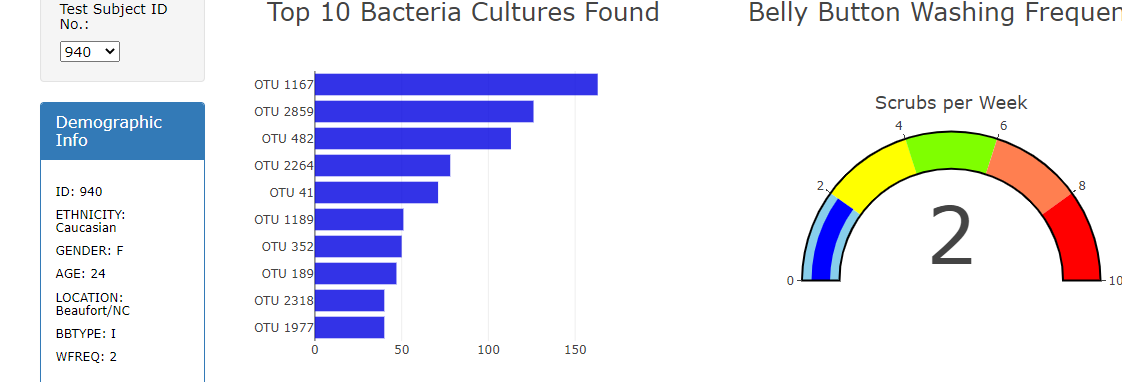 Test Subject ID
No.:
940
Demographic
Info
ID: 940
ETHNICITY:
Caucasian
GENDER: F
AGE: 24
LOCATION:
Beaufort/NC
BBTYPE: I
WFREQ: 2
Top 10 Bacteria Cultures Found
OTU 1167
OTU 2859
OTU 482
OTU 2264
OTU 41
OTU 1189
OTU 352
OTU 189
OTU 2318
OTU 1977
0 50 100 150
Belly Button Washing Frequen
Scrubs per Week
0 2 4 6 8 10
2